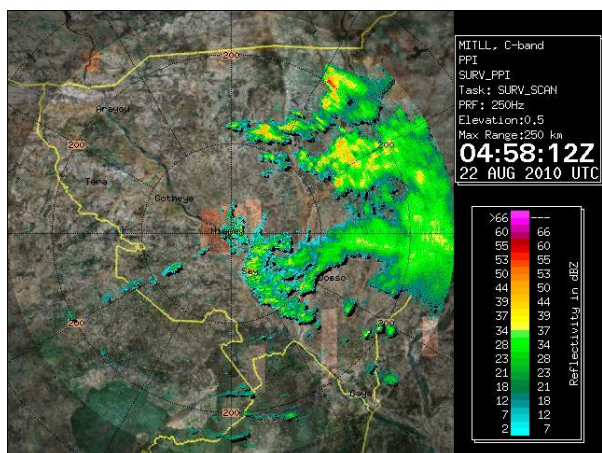 MITLL, C-band
PPI
SURV_PPI
Task: SURV_SCAN
PRF: 250Hz
Elevation:0.5
Max Range:250 km
04:58:12Z
22 AUG 2010 UTC
200
Arayou
200
200
Tera
Gotheye
Niamey
Say
Dosso
200
200
200
>66 ---
60 66
55 60
53 55
50 53
44 50
39 44
37 39
34 37
28 34
23 28
21 23
18 21
12 18
7 12
2 7
Reflectivity in dBZ